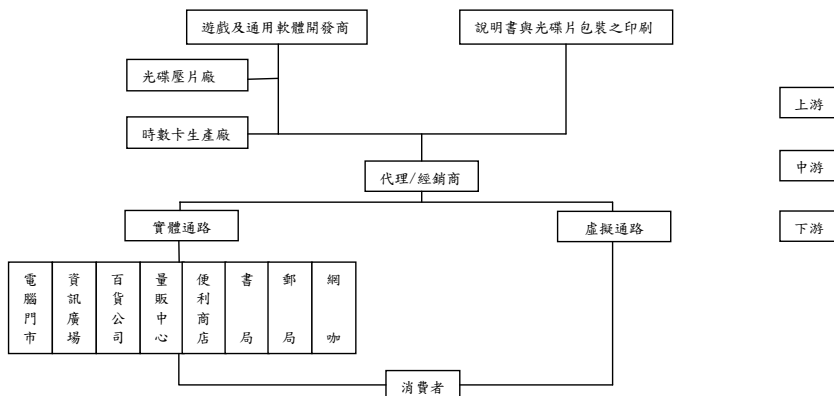 遊戲及通用軟體開發商
說明書與光碟片包裝之印刷
光碟壓片廠
上游
時數卡生產廠
代理/經銷商
中游
實體通路
虛擬通路
下游
電腦門市
資訊廣場
百貨公司
量販中心
便利商店
書局
郵局
網咖
消費者